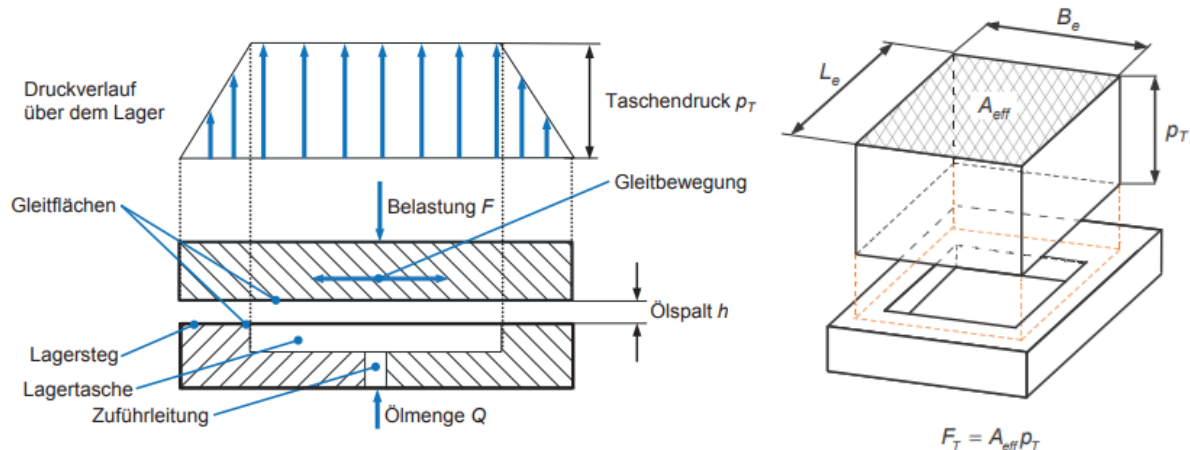 Druckverlauf
über dem Lager
Taschendruck p_T
Gleitbewegung
Gleitflächen
Belastung F
Ölspalt h
Lagersteg
Lagertasche
Zuführleitung
Ölmenge Q
B_e
L_e
A_eff
p_T
F_T = A_eff p_T